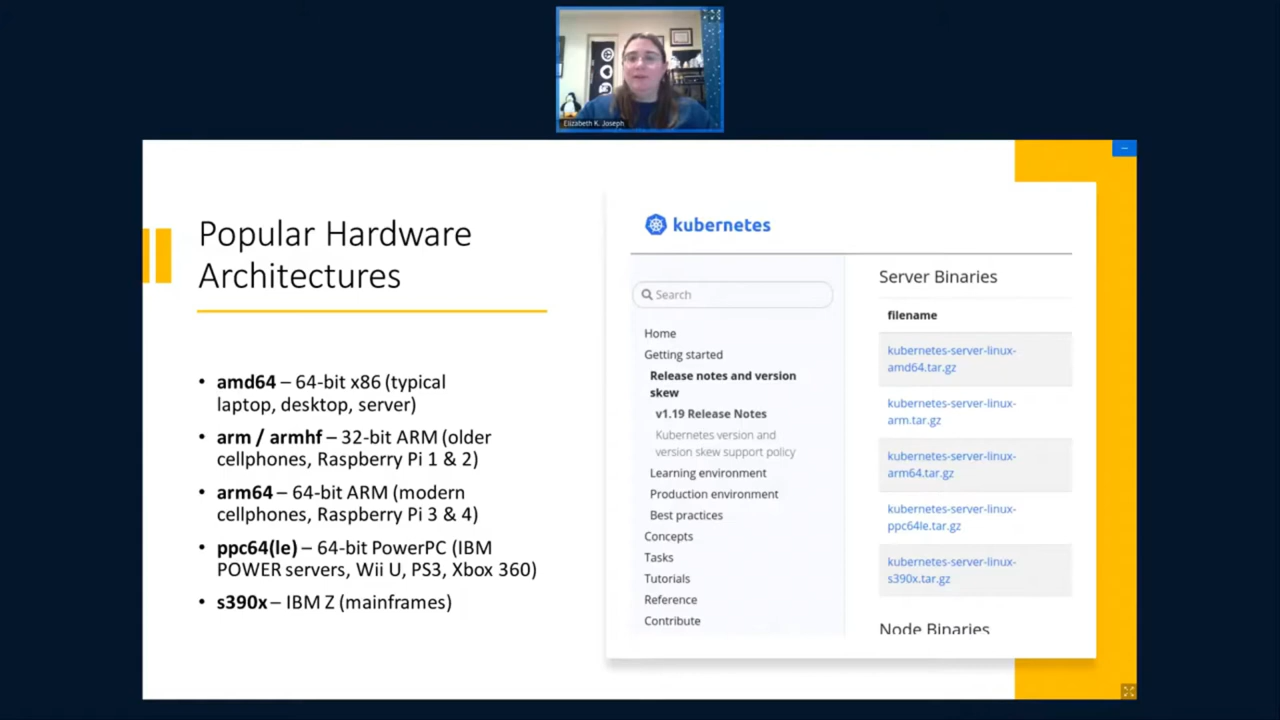 Elizabeth K. Joseph
Popular Hardware
Architectures
• amd64 – 64-bit x86 (typical
laptop, desktop, server)
• arm / armhf – 32-bit ARM (older
cellphones, Raspberry Pi 1 & 2)
• arm64 – 64-bit ARM (modern
cellphones, Raspberry Pi 3 & 4)
• ppc64(le) – 64-bit PowerPC (IBM
POWER servers, Wii U, PS3, Xbox 360)
• s390x – IBM Z (mainframes)
kubernetes
Search
Home
Getting started
Release notes and version
skew
v1.19 Release Notes
Kubernetes version and
version skew support policy
Learning environment
Production environment
Best practices
Concepts
Tasks
Tutorials
Reference
Contribute
Server Binaries
filename
kubernetes-server-linux-
amd64.tar.gz
kubernetes-server-linux-
arm.tar.gz
kubernetes-server-linux-
arm64.tar.gz
kubernetes-server-linux-
ppc64le.tar.gz
kubernetes-server-linux-
s390x.tar.gz
Node Binaries